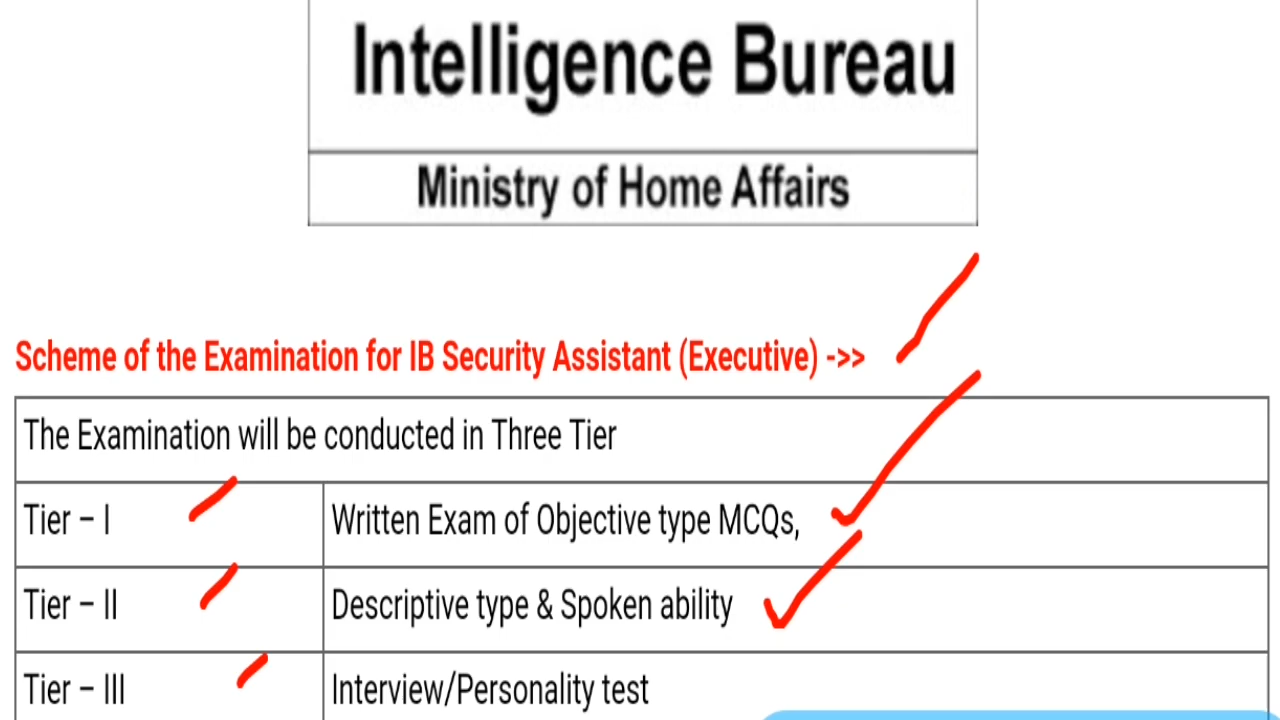 Intelligence Bureau
Ministry of Home Affairs
Scheme of the Examination for IB Security Assistant (Executive) ->>
The Examination will be conducted in Three Tier
Tier – I Written Exam of Objective type MCQs,
Tier – II Descriptive type & Spoken ability
Tier – III Interview/Personality test